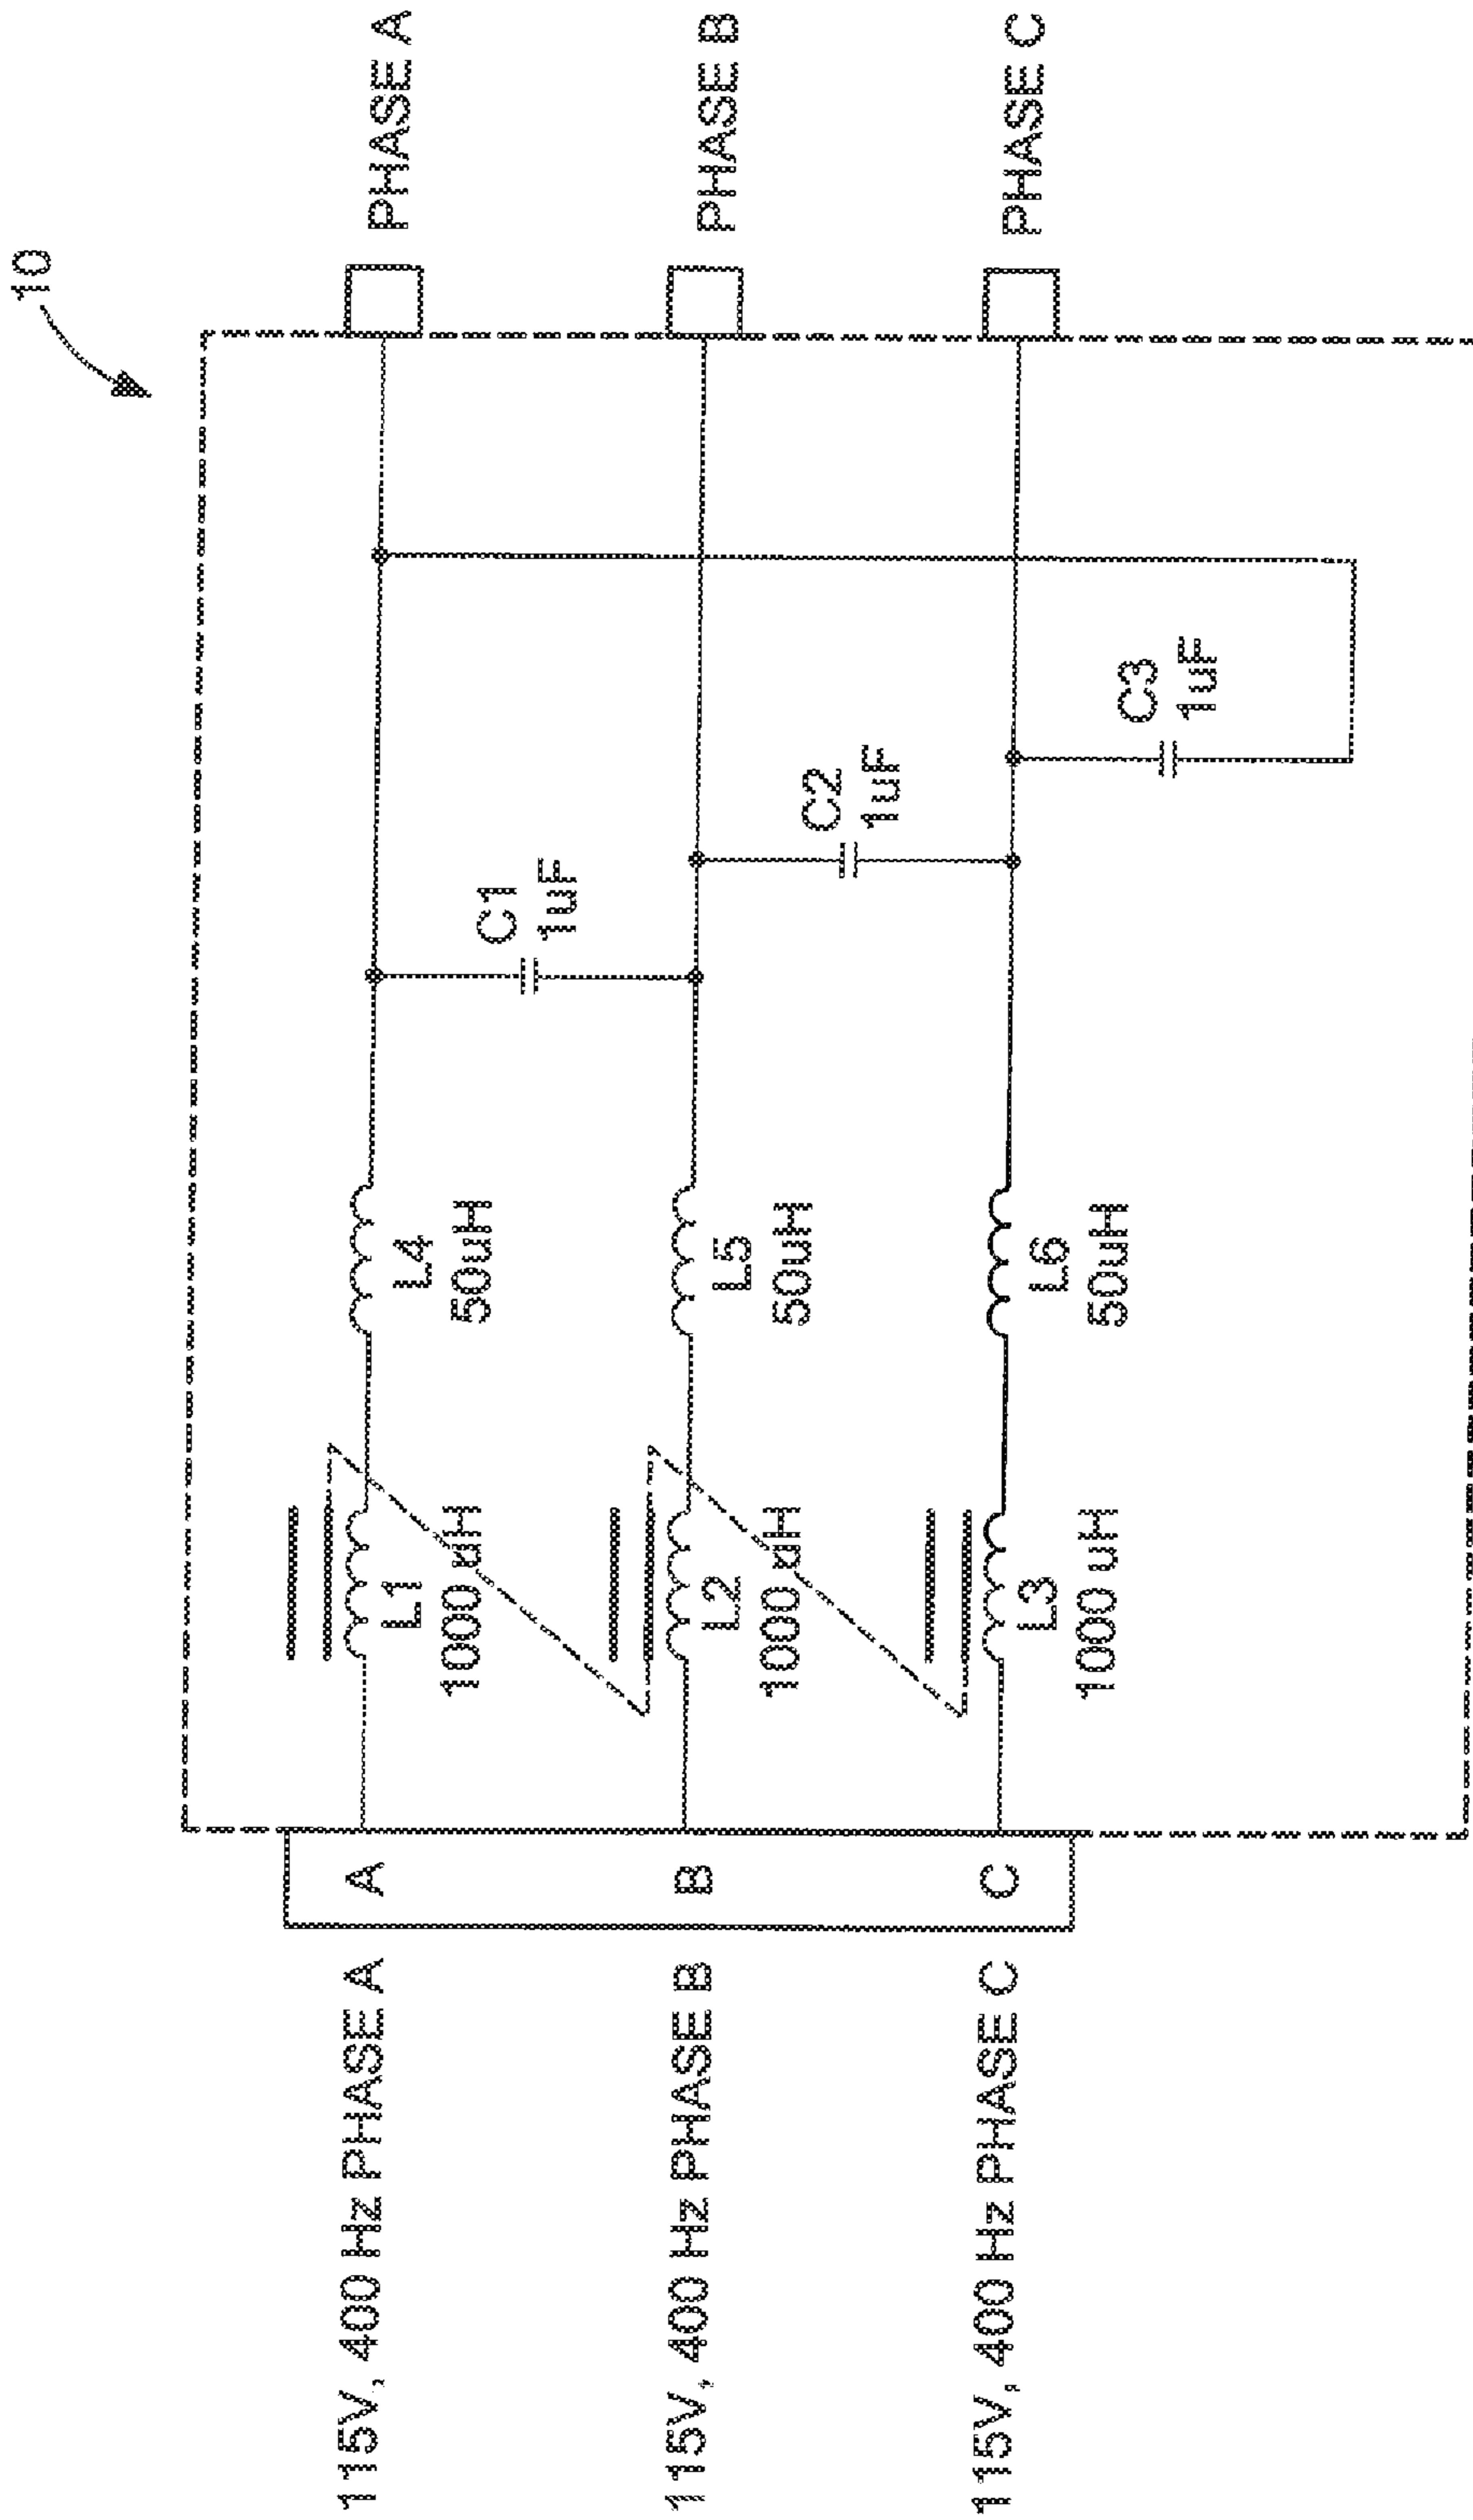 10
115V, 400 Hz PHASE A
A
L1
1000 uH
L4
50uH
C1
1uF
PHASE A
115V, 400 Hz PHASE B
B
L2
1000 uH
L5
50uH
C2
1uF
PHASE B
115V, 400 Hz PHASE C
C
L3
1000 uH
L6
50uH
C3
1uF
PHASE C